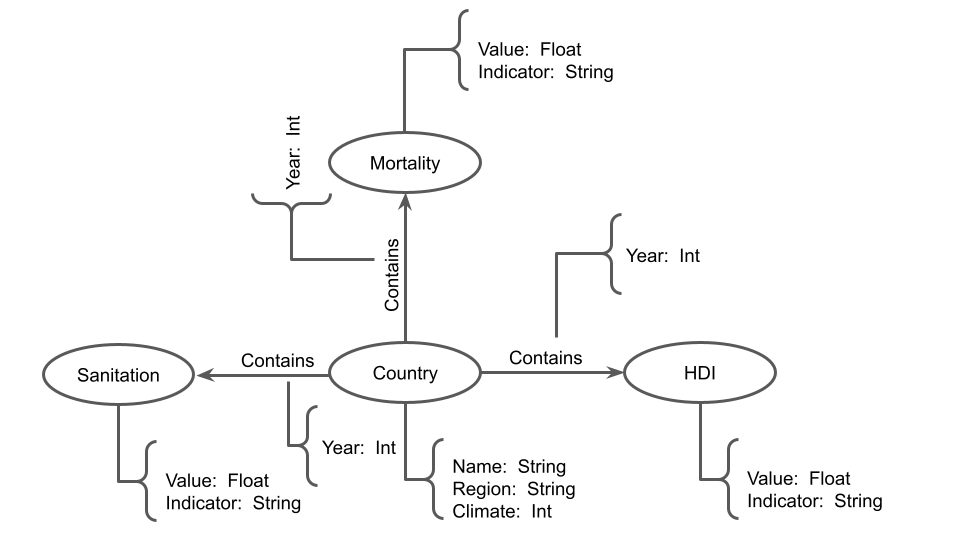 Value: Float
Indicator: String
Year: Int
Mortality
Contains
Year: Int
Contains
Contains
Sanitation
Country
HDI
Year: Int
Value: Float
Indicator: String
Name: String
Region: String
Climate: Int
Value: Float
Indicator: String